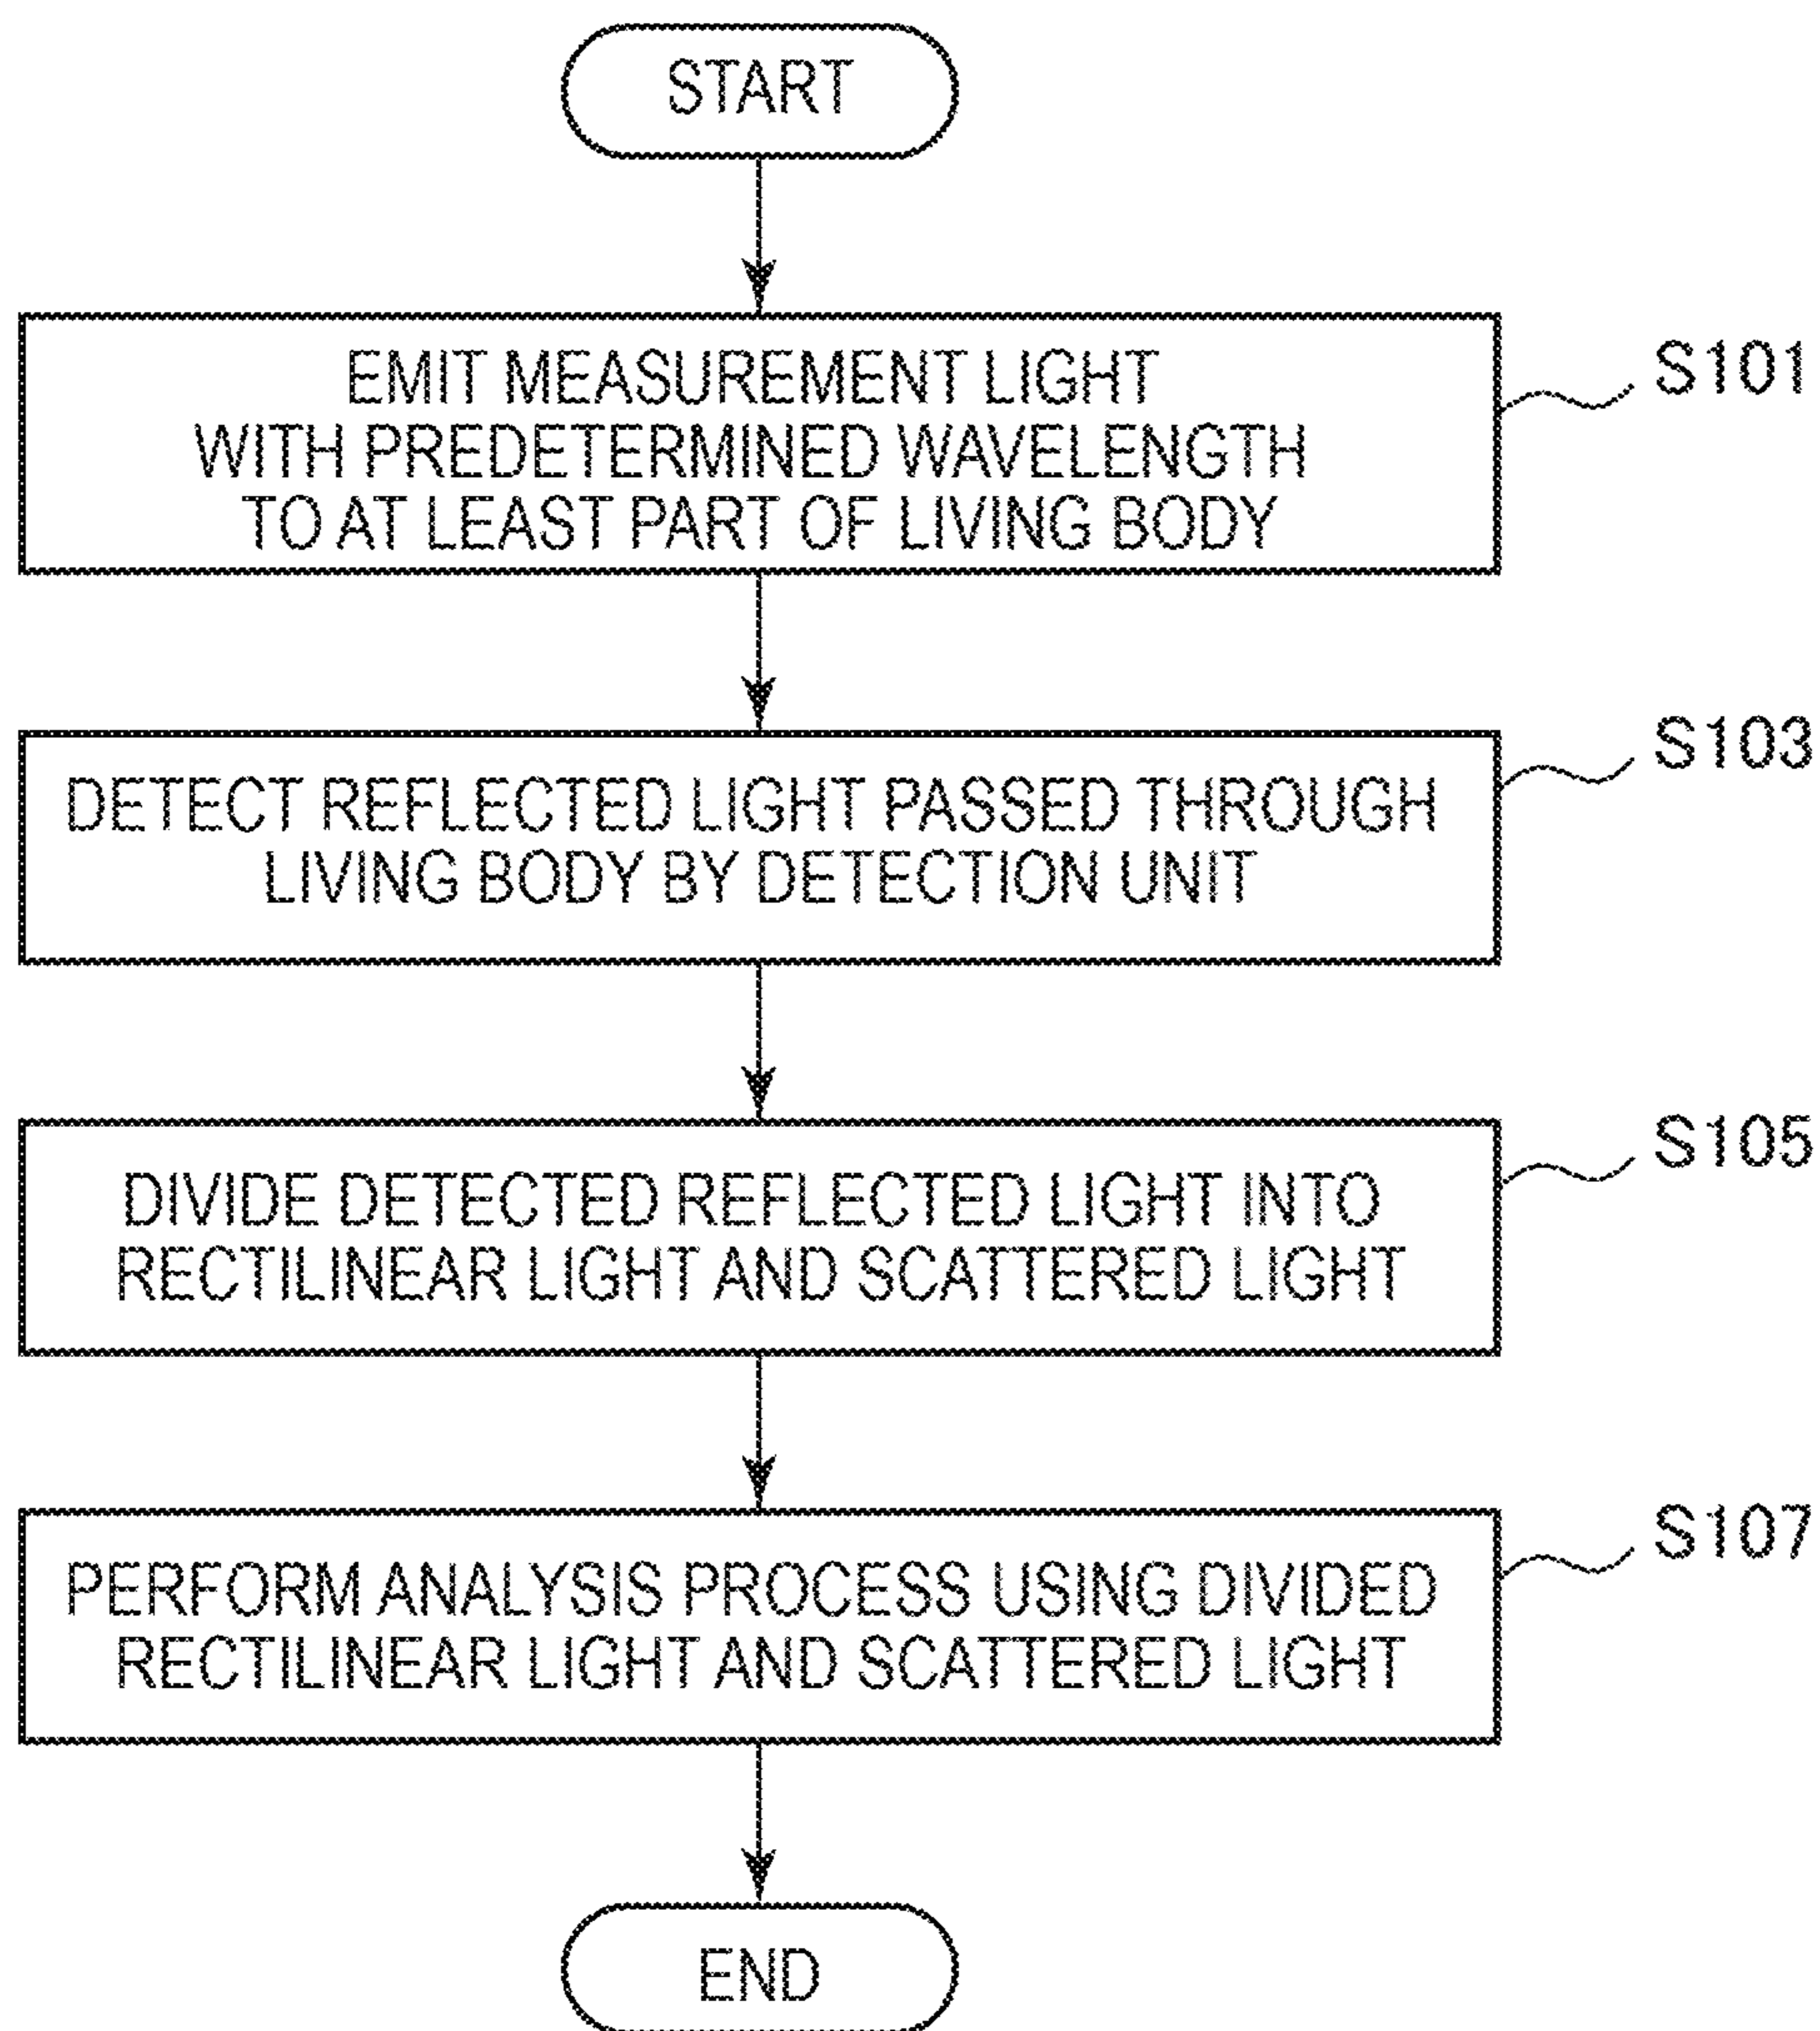 START
EMIT MEASUREMENT LIGHT
WITH PREDETERMINED WAVELENGTH
TO AT LEAST PART OF LIVING BODY
S101
DETECT REFLECTED LIGHT PASSED THROUGH
LIVING BODY BY DETECTION UNIT
S103
DIVIDE DETECTED REFLECTED LIGHT INTO
RECTILINEAR LIGHT AND SCATTERED LIGHT
S105
PERFORM ANALYSIS PROCESS USING DIVIDED
RECTILINEAR LIGHT AND SCATTERED LIGHT
S107
END